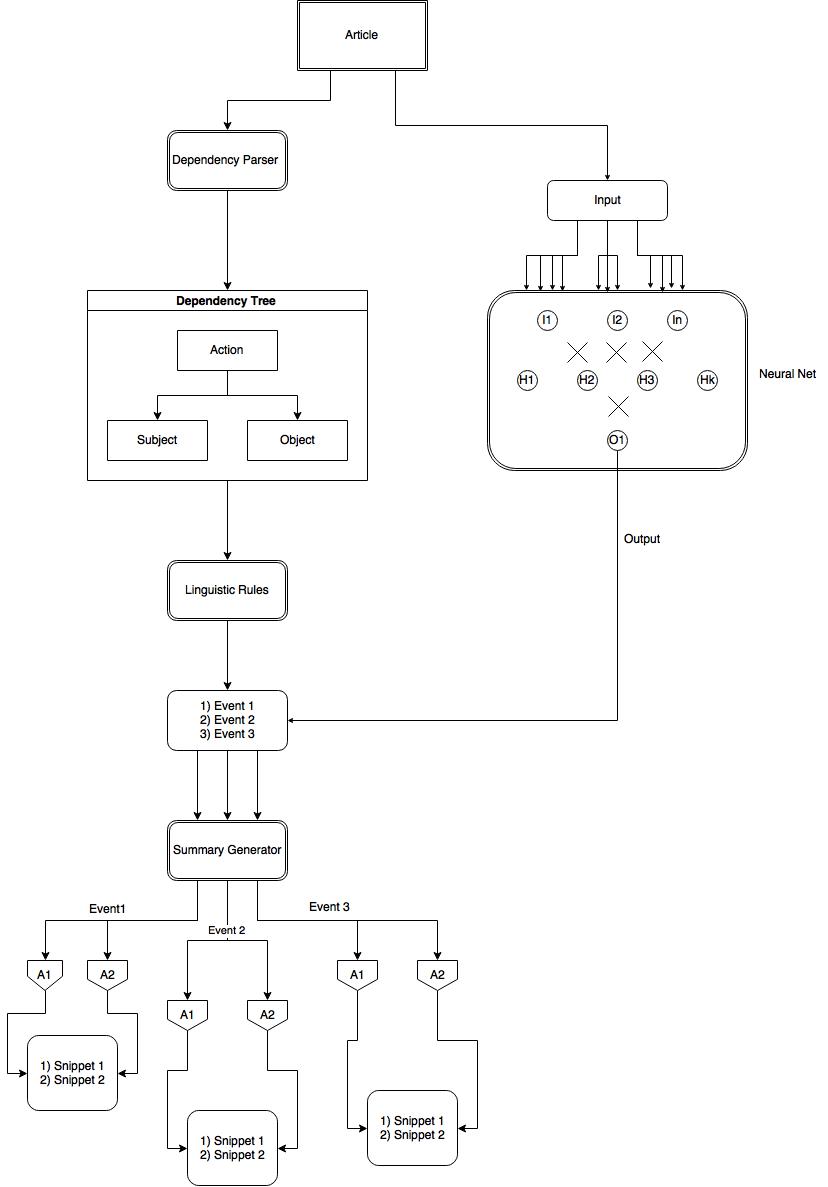 Article
Dependency Parser
Input
Dependency Tree
Action
Subject
Object
I1
I2
In
H1
H2
H3
Hk
O1
Neural Net
Output
Linguistic Rules
1) Event 1
2) Event 2
3) Event 3
Summary Generator
Event1
Event 2
Event 3
A1
A2
A1
A2
A1
A2
1) Snippet 1
2) Snippet 2
1) Snippet 1
2) Snippet 2
1) Snippet 1
2) Snippet 2